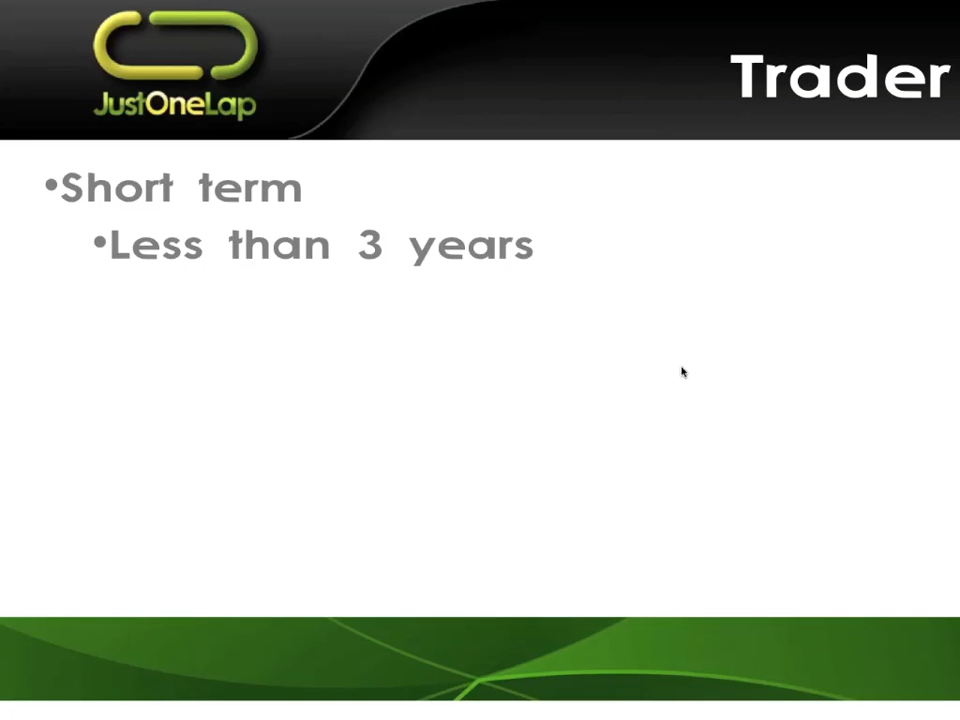 JustOneLap
Trader
•Short term
•Less than 3 years